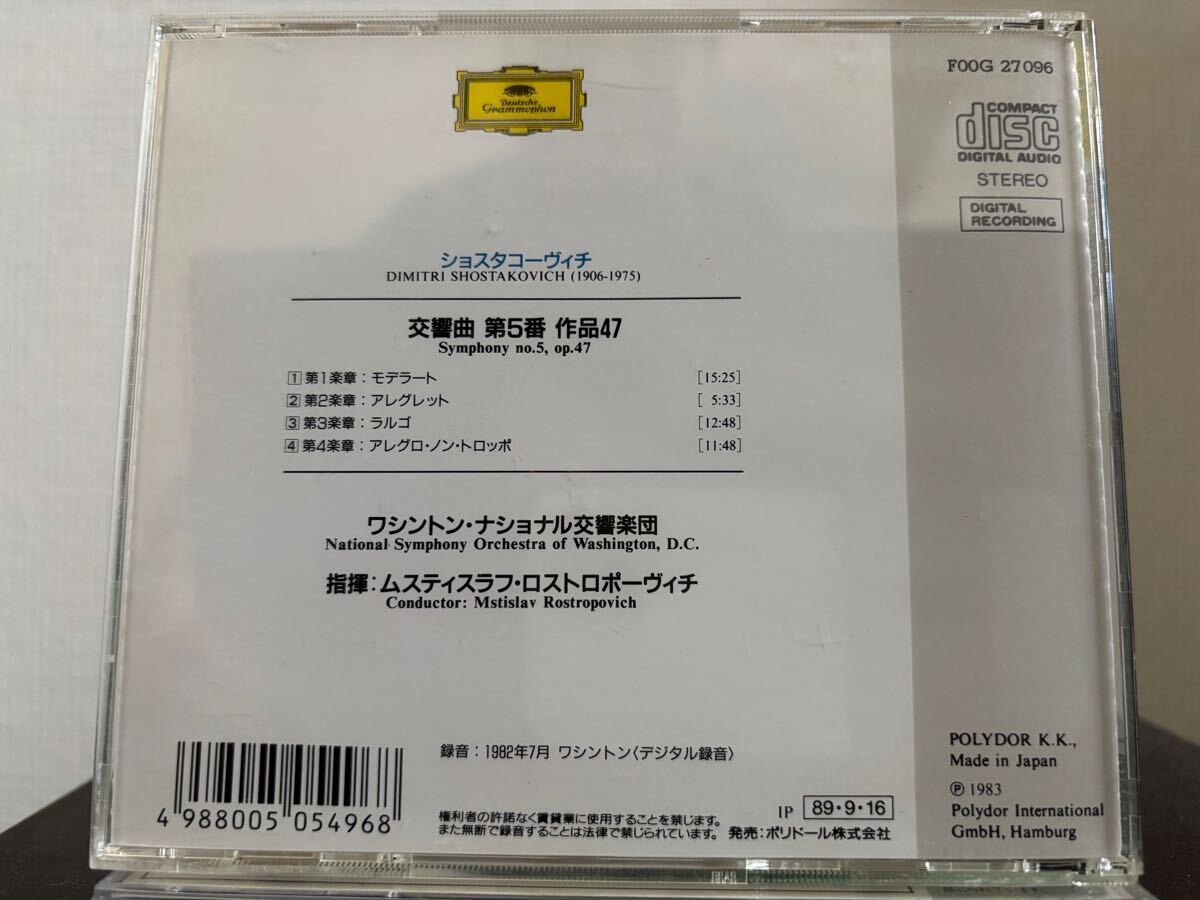 Deutsche
Grammophon
FOOG 27096
COMPACT
disc
DIGITAL AUDIO
STEREO
DIGITAL
RECORDING
ショスタコーヴィチ
DIMITRI SHOSTAKOVICH (1906-1975)
交響曲 第5番 作品47
Symphony no.5, op.47
1 第1楽章：モデラート [15:25]
2 第2楽章：アレグレット [ 5:33]
3 第3楽章：ラルゴ [12:48]
4 第4楽章：アレグロ・ノン・トロッポ [11:48]
ワシントン・ナショナル交響楽団
National Symphony Orchestra of Washington, D.C.
指揮：ムスティスラフ・ロストロポーヴィチ
Conductor: Mstislav Rostropovich
録音：1982年7月 ワシントン〈デジタル録音〉
4 988005 054968
権利者の許諾なく賃貸業に使用することを禁じます。
また無断で録音することは法律で禁じられています。 発売：ポリドール株式会社
IP 89・9・16
POLYDOR K.K.,
Made in Japan
Ⓟ 1983
Polydor International
GmbH, Hamburg